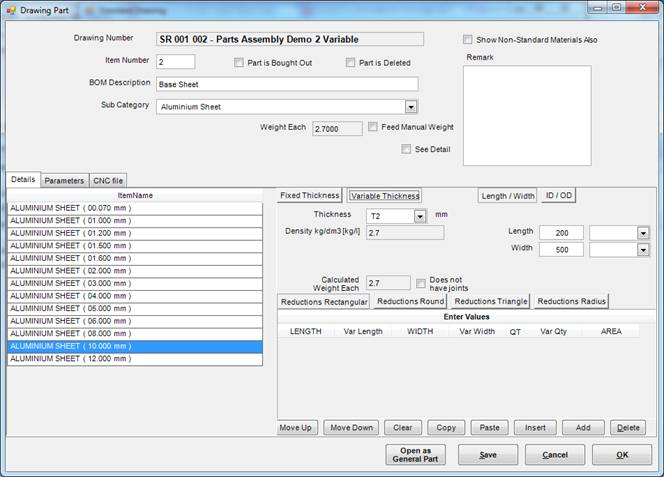 Drawing Part
Drawing Number SR 001 002 - Parts Assembly Demo 2 Variable Show Non-Standard Materials Also
Item Number 2 Part is Bought Out Part is Deleted Remark
BOM Description Base Sheet
Sub Category Aluminium Sheet
Weight Each 2.7000 Feed Manual Weight
See Detail
Details Parameters CNC file
ItemName
ALUMINIUM SHEET ( 00.070 mm )
ALUMINIUM SHEET ( 01.000 mm )
ALUMINIUM SHEET ( 01.200 mm )
ALUMINIUM SHEET ( 01.500 mm )
ALUMINIUM SHEET ( 01.600 mm )
ALUMINIUM SHEET ( 02.000 mm )
ALUMINIUM SHEET ( 03.000 mm )
ALUMINIUM SHEET ( 04.000 mm )
ALUMINIUM SHEET ( 05.000 mm )
ALUMINIUM SHEET ( 06.000 mm )
ALUMINIUM SHEET ( 08.000 mm )
ALUMINIUM SHEET ( 10.000 mm )
ALUMINIUM SHEET ( 12.000 mm )
Fixed Thickness Variable Thickness Length / Width ID / OD
Thickness T2 mm
Density kg/dm3 [kg/l] 2.7 Length 200
Width 500
Calculated
Weight Each 2.7 Does not
have joints
Reductions Rectangular Reductions Round Reductions Triangle Reductions Radius
Enter Values
LENGTH Var Length WIDTH Var Width QT Var Qty AREA
Move Up Move Down Clear Copy Paste Insert Add Delete
Open as
General Part Save Cancel OK